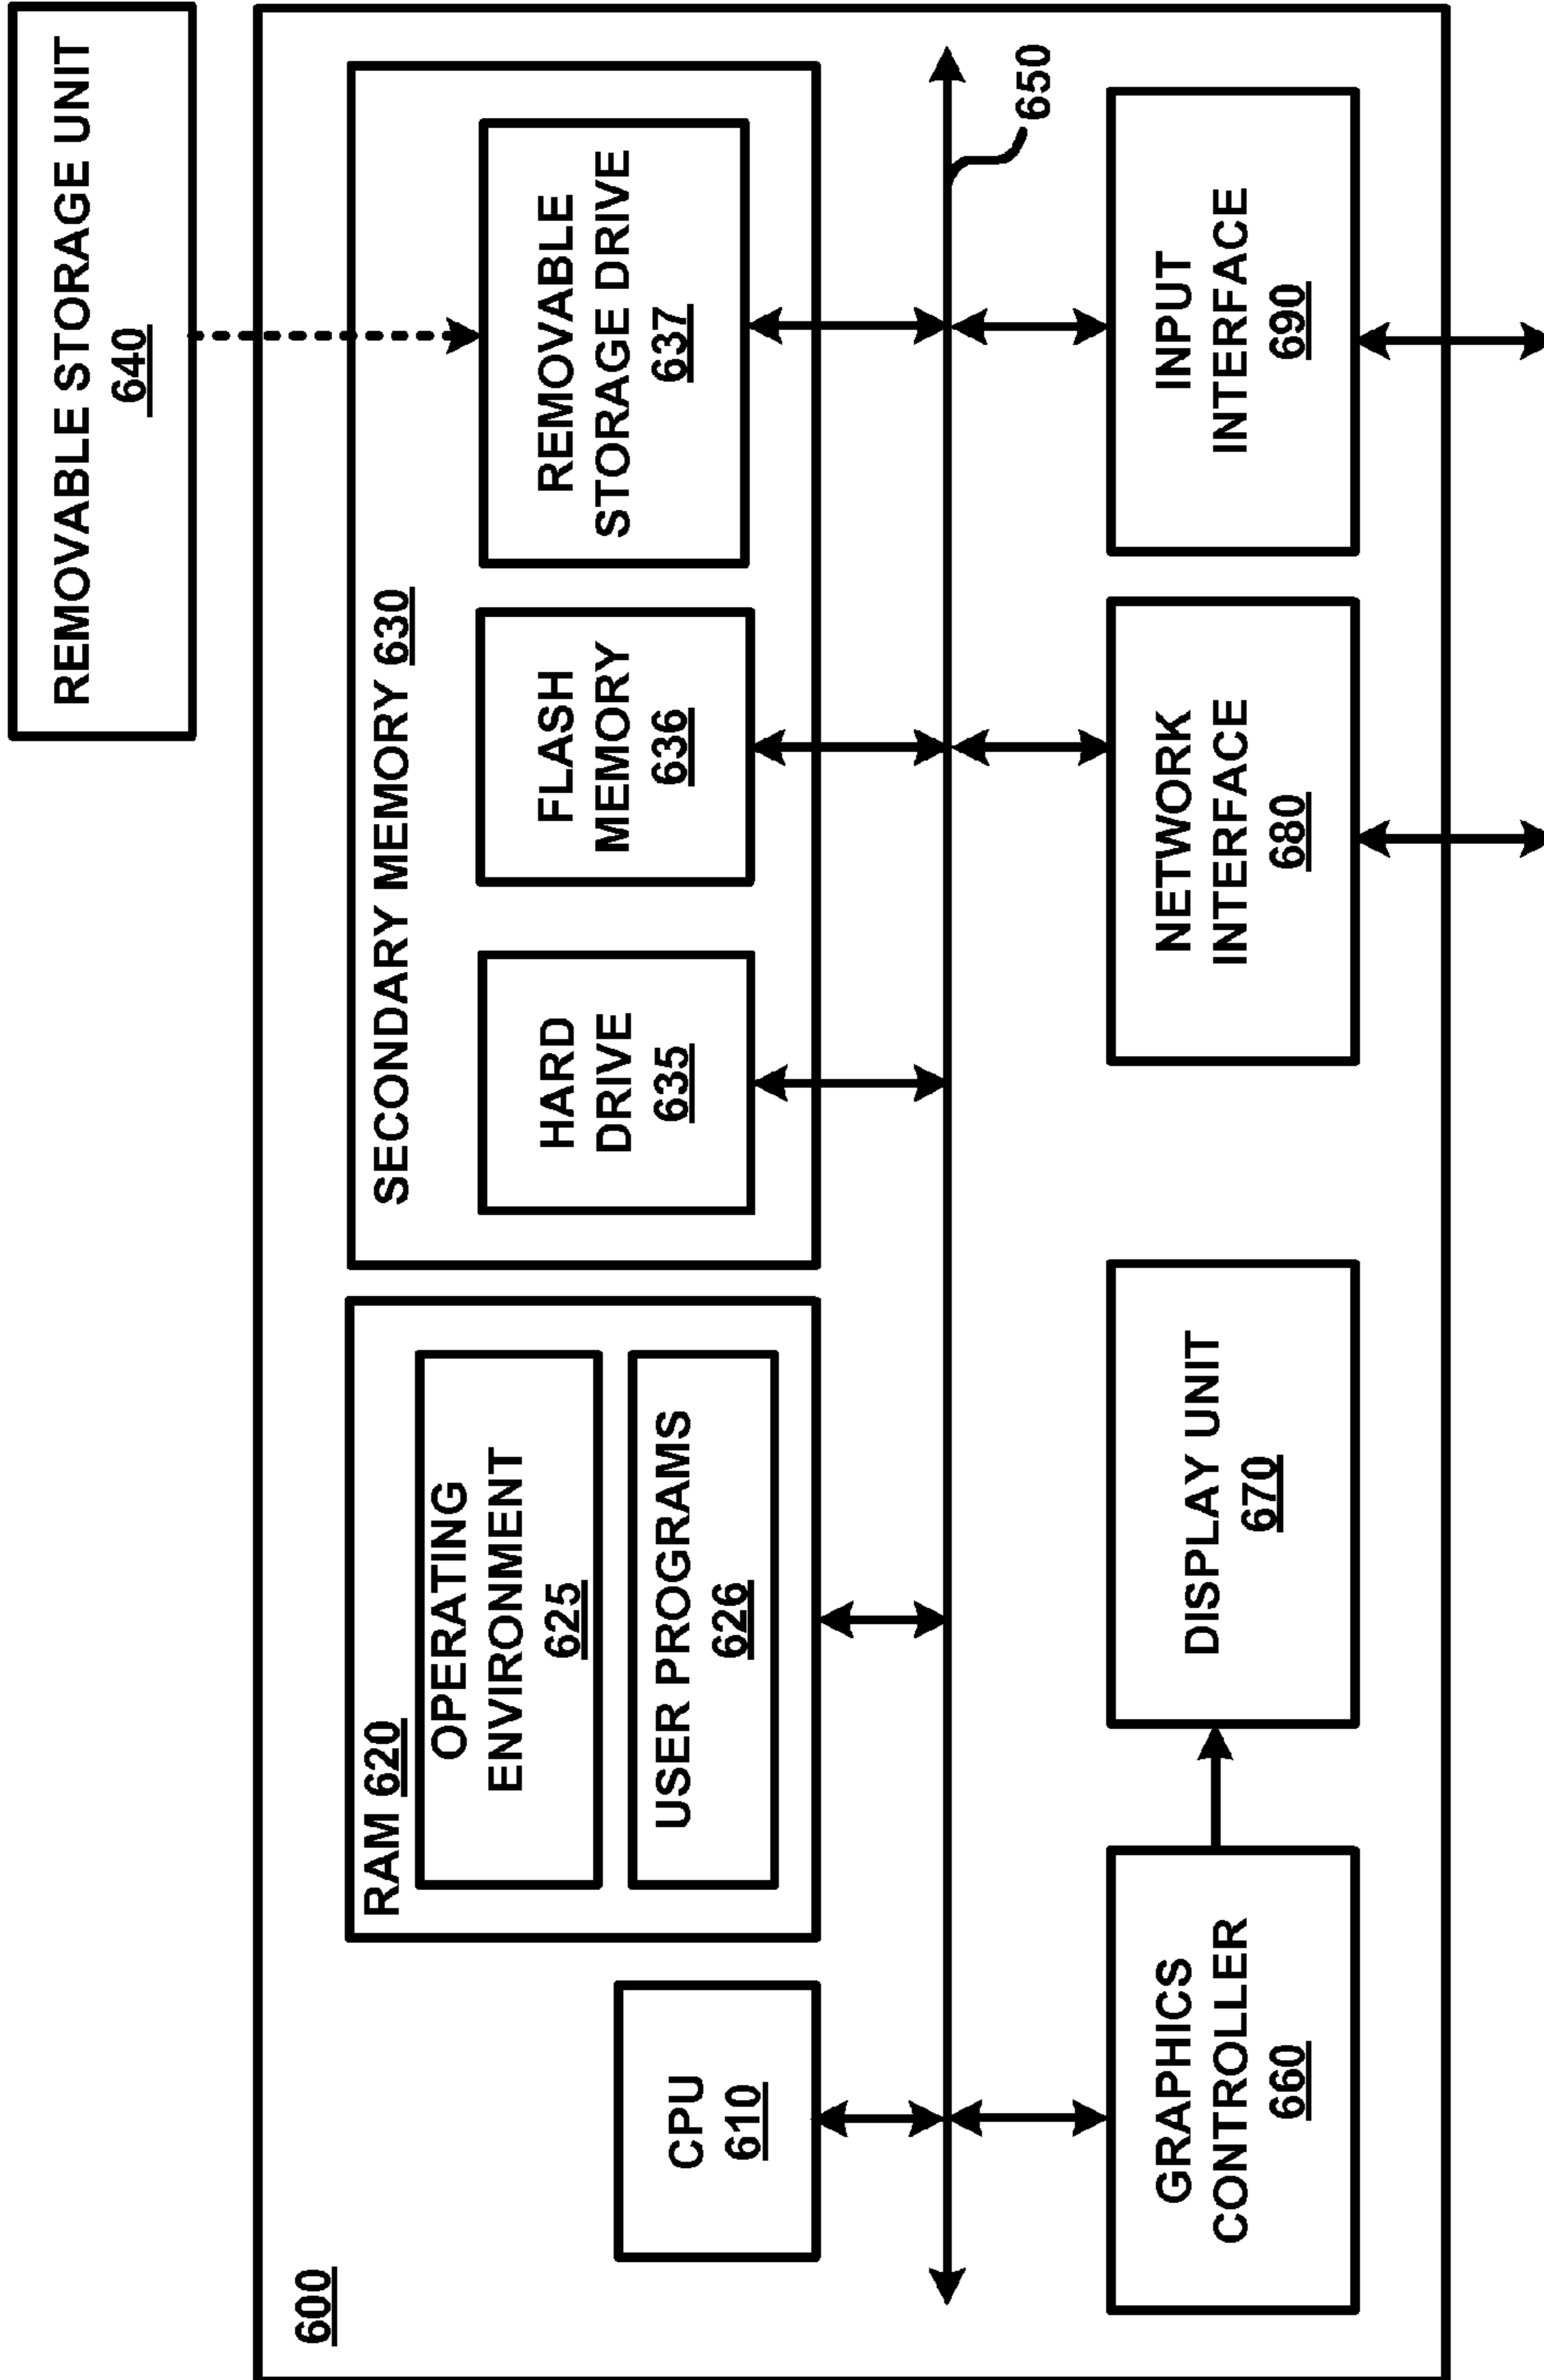 REMOVABLE STORAGE UNIT
640
600
RAM 620
OPERATING
ENVIRONMENT
625
USER PROGRAMS
626
CPU
610
SECONDARY MEMORY 630
HARD
DRIVE
635
FLASH
MEMORY
636
REMOVABLE
STORAGE DRIVE
637
650
GRAPHICS
CONTROLLER
660
DISPLAY UNIT
670
NETWORK
INTERFACE
680
INPUT
INTERFACE
690